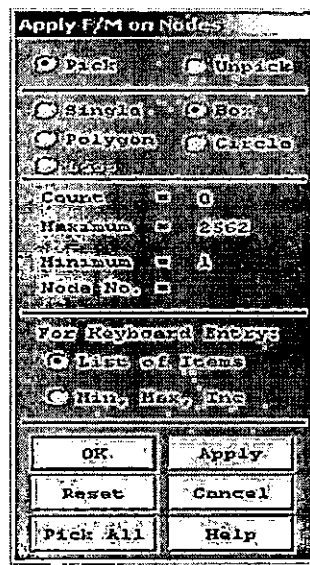 Apply F/M on Nodes
Pick Unpick
Single Box
Polygon Circle
Loop
Count = 0
Maximum = 2562
Minimum = 1
Node No. =
For Keyboard Entry:
List of Items
Min, Max, Inc
OK Apply
Reset Cancel
Pick All Help